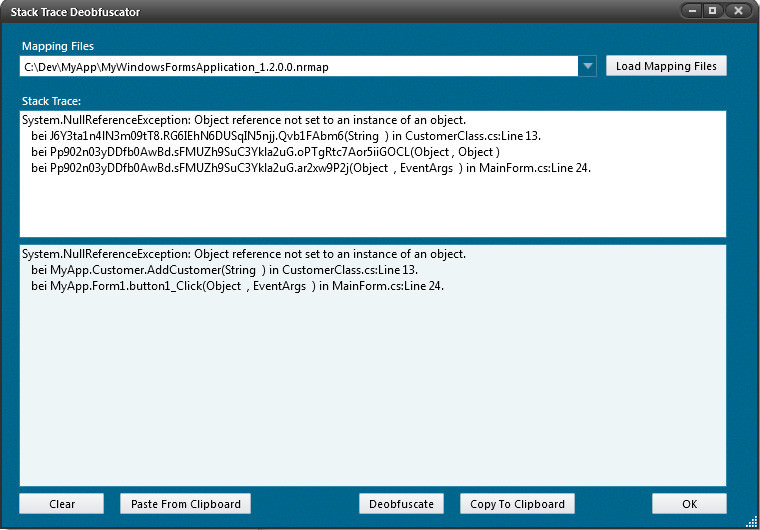 Stack Trace Deobfuscator
Mapping Files
C:\Dev\MyApp\MyWindowsFormsApplication_1.2.0.0.nrmap
Load Mapping Files
Stack Trace:
System.NullReferenceException: Object reference not set to an instance of an object.
bei J6Y3ta1n4lN3m09tT8.RG6IEhN6DUSqIN5njj.Qvb1FAbm6(String ) in CustomerClass.cs:Line 13.
bei Pp902n03yDDfb0AwBd.sFMUZh9SuC3Ykla2uG.oPTgRtc7Aor5iiGOCL(Object , Object )
bei Pp902n03yDDfb0AwBd.sFMUZh9SuC3Ykla2uG.ar2xw9P2j(Object , EventArgs ) in MainForm.cs:Line 24.
System.NullReferenceException: Object reference not set to an instance of an object.
bei MyApp.Customer.AddCustomer(String ) in CustomerClass.cs:Line 13.
bei MyApp.Form1.button1_Click(Object , EventArgs ) in MainForm.cs:Line 24.
Clear
Paste From Clipboard
Deobfuscate
Copy To Clipboard
OK